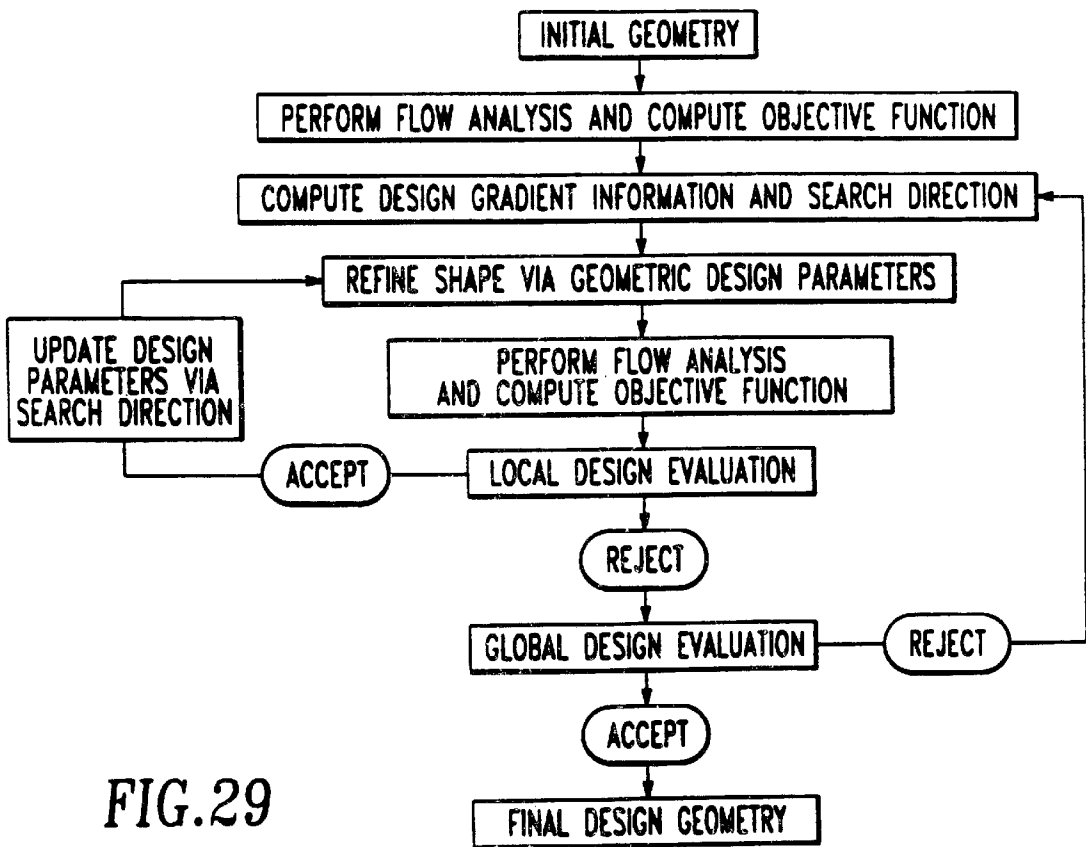 INITIAL GEOMETRY
PERFORM FLOW ANALYSIS AND COMPUTE OBJECTIVE FUNCTION
COMPUTE DESIGN GRADIENT INFORMATION AND SEARCH DIRECTION
REFINE SHAPE VIA GEOMETRIC DESIGN PARAMETERS
UPDATE DESIGN
PARAMETERS VIA
SEARCH DIRECTION
PERFORM FLOW ANALYSIS
AND COMPUTE OBJECTIVE FUNCTION
ACCEPT
LOCAL DESIGN EVALUATION
REJECT
GLOBAL DESIGN EVALUATION
REJECT
ACCEPT
FINAL DESIGN GEOMETRY
FIG.29